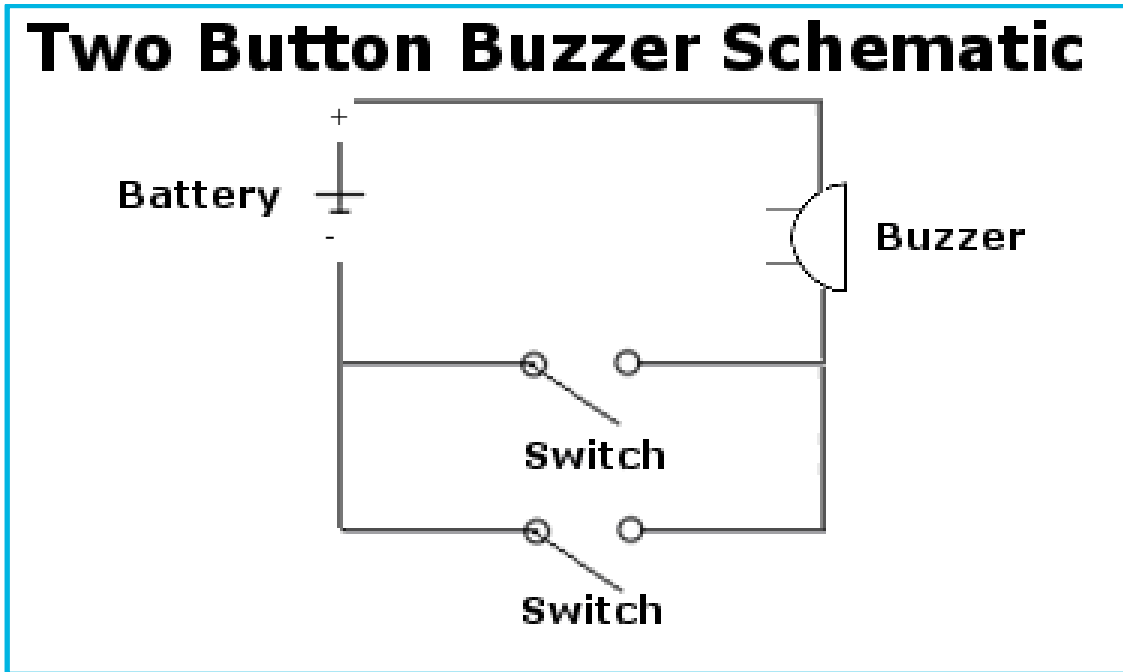 Two Button Buzzer Schematic
+
Battery
-
Buzzer
Switch
Switch